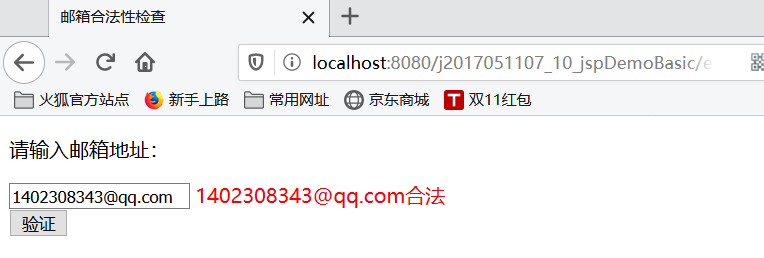 邮箱合法性检查
localhost:8080/j2017051107_10_jspDemoBasic/e
火狐官方站点 新手上路 常用网址 京东商城 T 双11红包
请输入邮箱地址：
1402308343@qq.com 1402308343@qq.com合法
验证